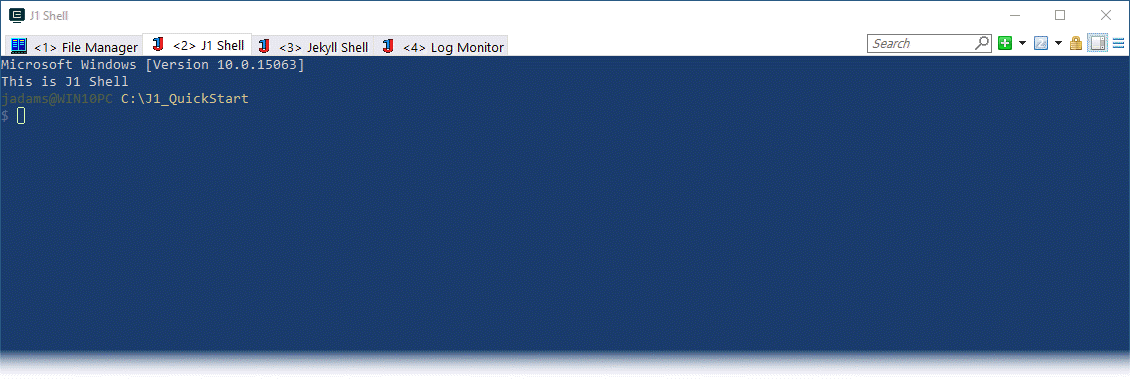 J1 Shell
<1> File Manager <2> J1 Shell <3> Jekyll Shell <4> Log Monitor Search
Microsoft Windows [Version 10.0.15063]
This is J1 Shell
jadams@WIN10PC C:\J1_QuickStart
$